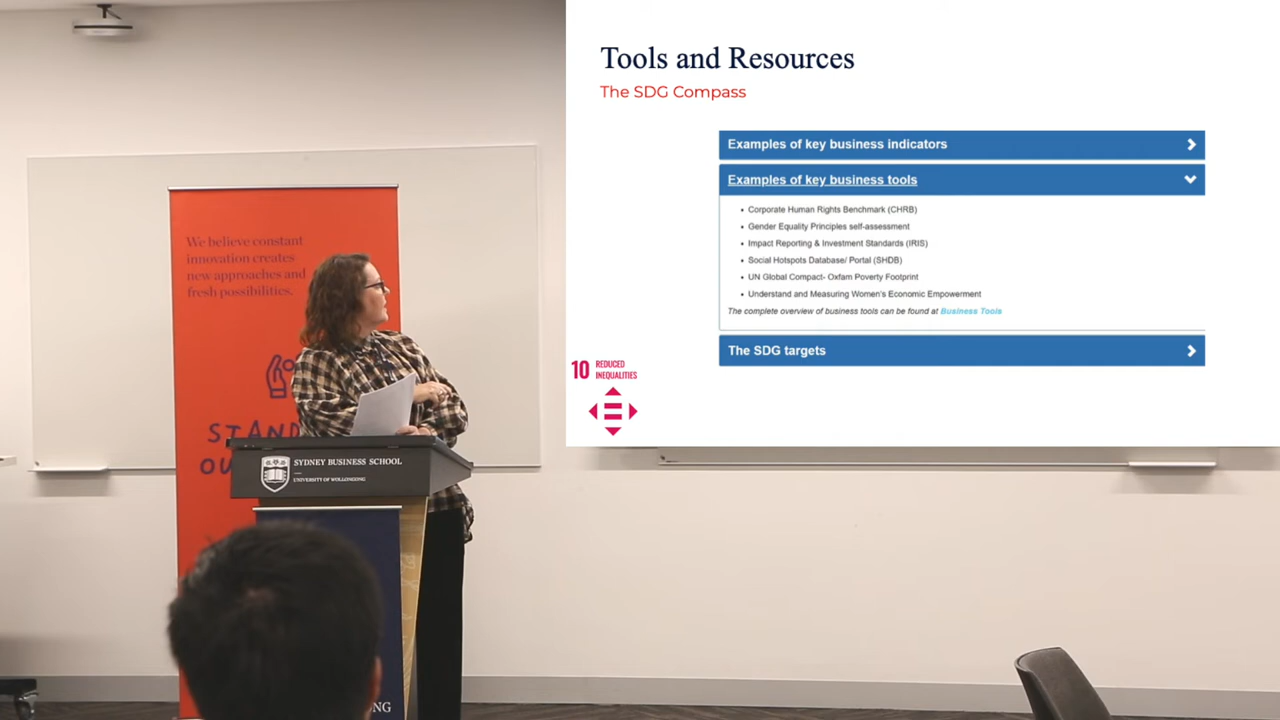 Tools and Resources
The SDG Compass
Examples of key business indicators
Examples of key business tools
• Corporate Human Rights Benchmark (CHRB)
• Gender Equality Principles self-assessment
• Impact Reporting & Investment Standards (IRIS)
• Social Hotspots Database/ Portal (SHDB)
• UN Global Compact- Oxfam Poverty Footprint
• Understand and Measuring Women's Economic Empowerment
The complete overview of business tools can be found at Business Tools
The SDG targets
10 REDUCED
INEQUALITIES
We believe constant
innovation creates
new approaches and
fresh possibilities.
STAND
OU
SYDNEY BUSINESS SCHOOL
UNIVERSITY OF WOLLONGONG
NG